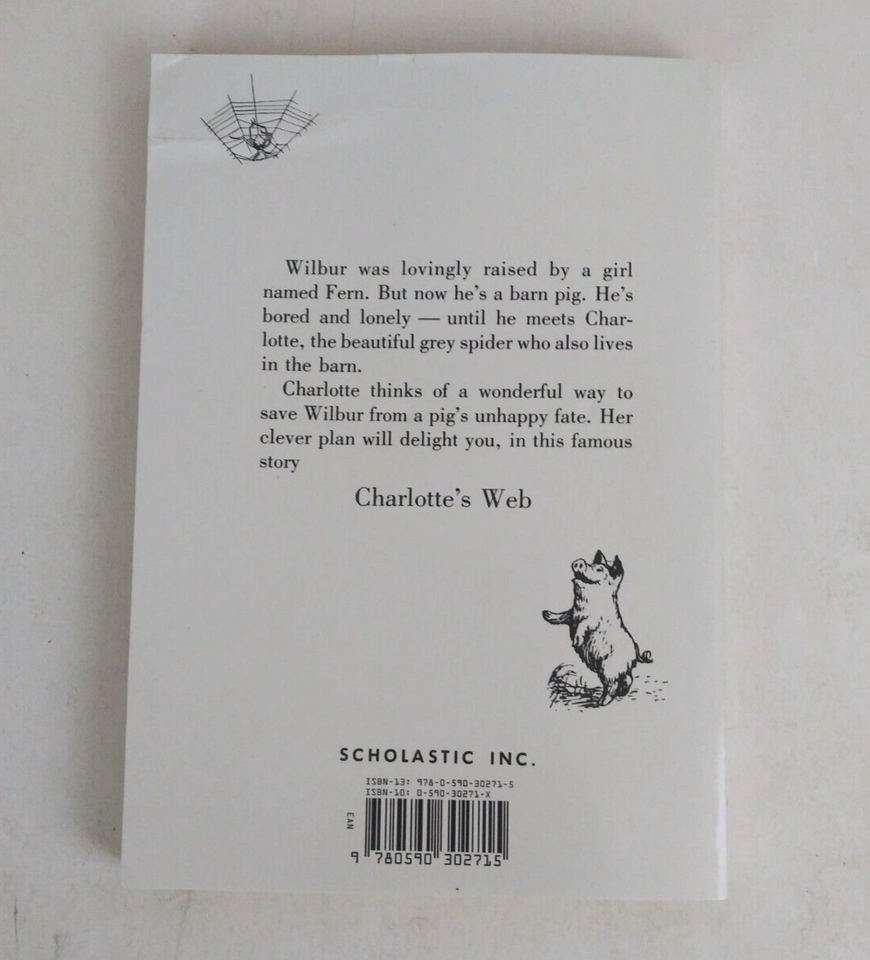 Wilbur was lovingly raised by a girl
named Fern. But now he's a barn pig. He's
bored and lonely — until he meets Char-
lotte, the beautiful grey spider who also lives
in the barn.
Charlotte thinks of a wonderful way to
save Wilbur from a pig's unhappy fate. Her
clever plan will delight you, in this famous
story
Charlotte's Web
SCHOLASTIC INC.
ISBN-13: 978-0-590-30271-5
ISBN-10: 0-590-30271-X
EAN
9 780590 302715